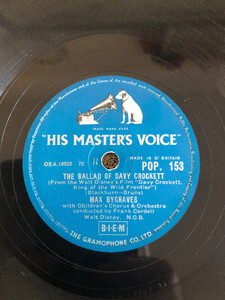 TRADE MARK
"HIS MASTER'S VOICE"
MADE IN GT BRITAIN
POP. 153
THE BALLAD OF DAVY CROCKETT
(From the Walt Disney's Film "Davy Crockett,
King of the Wild Frontier")
(Blackburn—Bruns)
MAX BYGRAVES
with Children's Chorus & Orchestra
conducted by Frank Cordell
Walt Disney. N.C.B.
B·I·E·M
THE GRAMOPHONE CO., LTD.